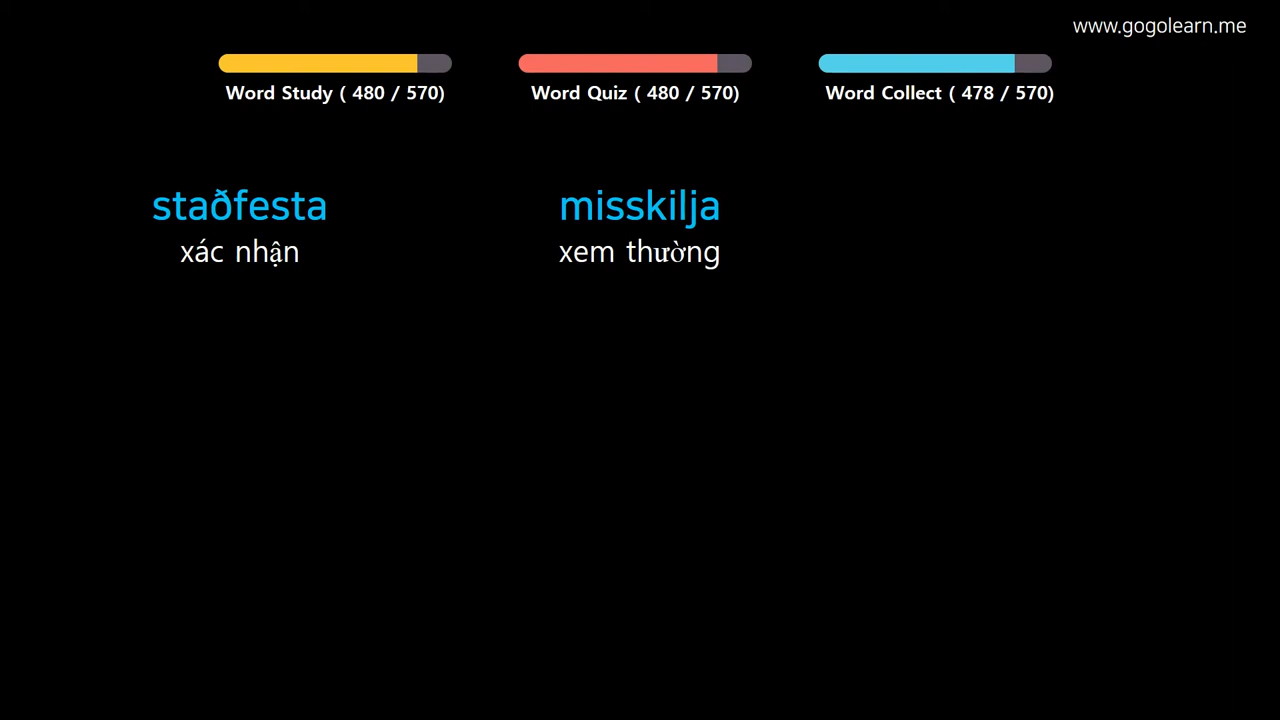 www.gogolearn.me
Word Study ( 480 / 570)
Word Quiz ( 480 / 570)
Word Collect ( 478 / 570)
staðfesta
xác nhận
misskilja
xem thường